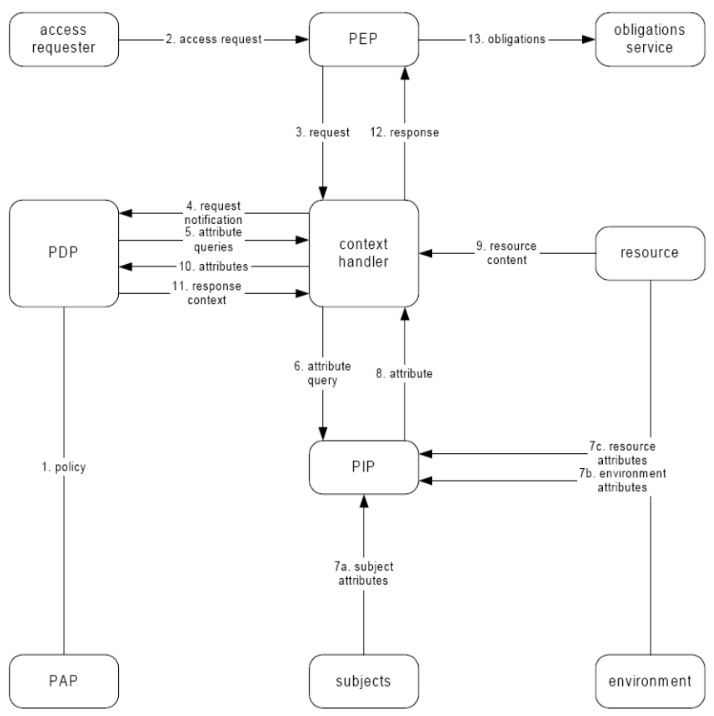 access
requester
2. access request
PEP
13. obligations
obligations
service
3. request
12. response
4. request
notification
5. attribute
queries
PDP
10. attributes
11. response
context
context
handler
9. resource
content
resource
6. attribute
query
8. attribute
1. policy
PIP
7c. resource
attributes
7b. environment
attributes
7a. subject
attributes
PAP
subjects
environment